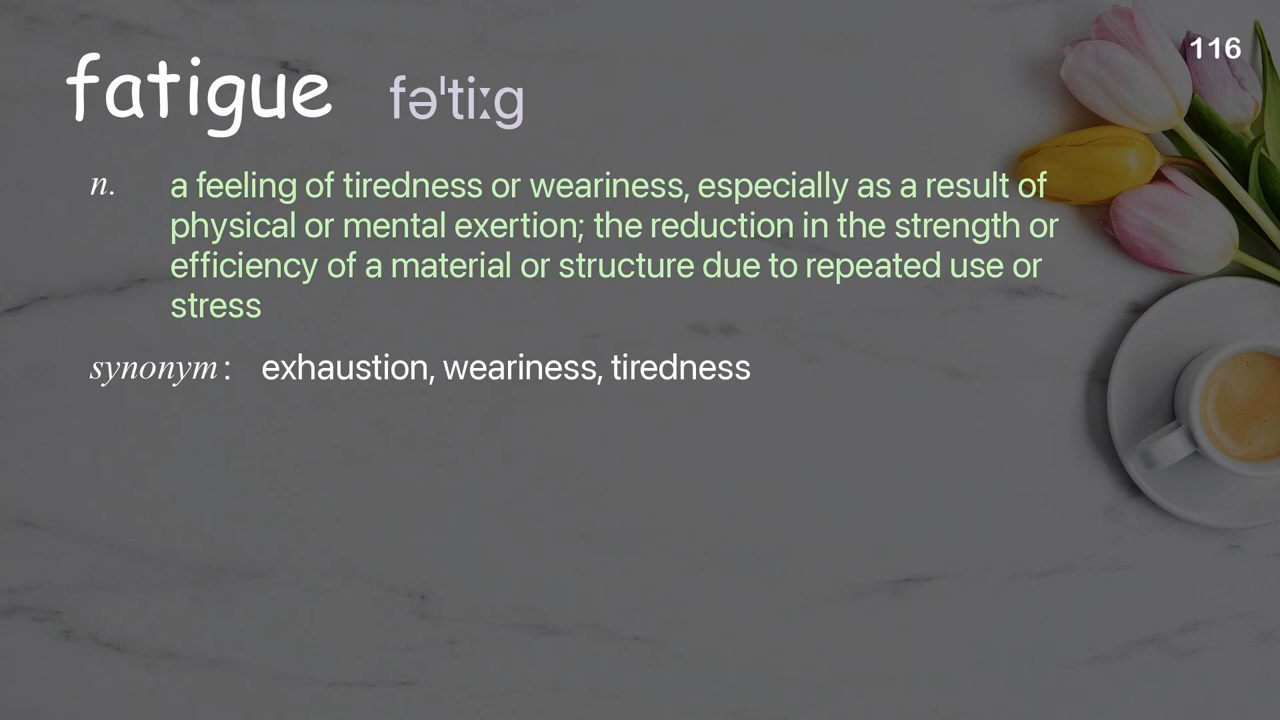 116
fatigue fəˈtiːg
n. a feeling of tiredness or weariness, especially as a result of
physical or mental exertion; the reduction in the strength or
efficiency of a material or structure due to repeated use or
stress
synonym: exhaustion, weariness, tiredness